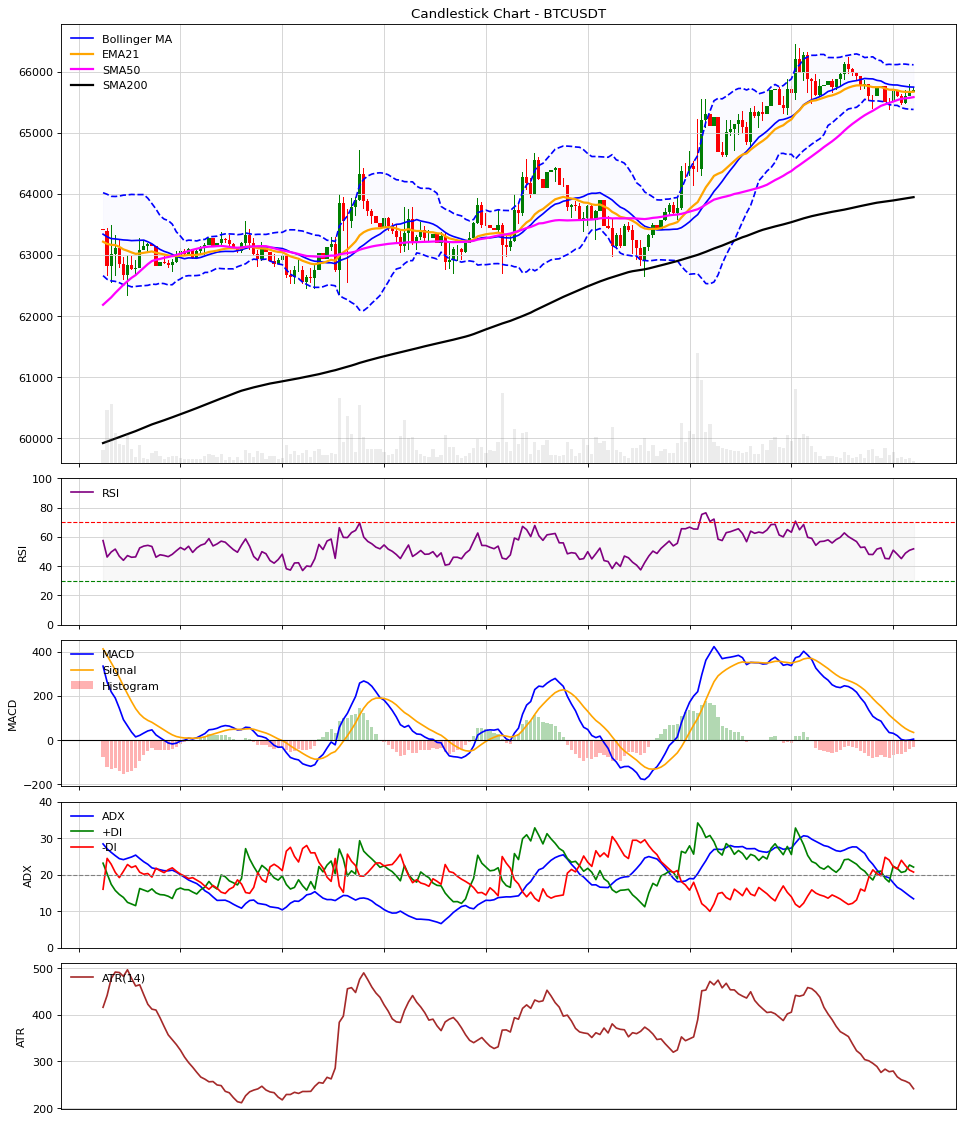 Candlestick Chart - BTCUSDT
Bollinger MA
EMA21
SMA50
SMA200
66000
65000
64000
63000
62000
61000
60000
RSI
RSI
100
80
60
40
20
0
MACD
Signal
Histogram
MACD
400
200
0
−200
ADX
+DI
-DI
ADX
40
30
20
10
0
ATR(14)
ATR
500
400
300
200